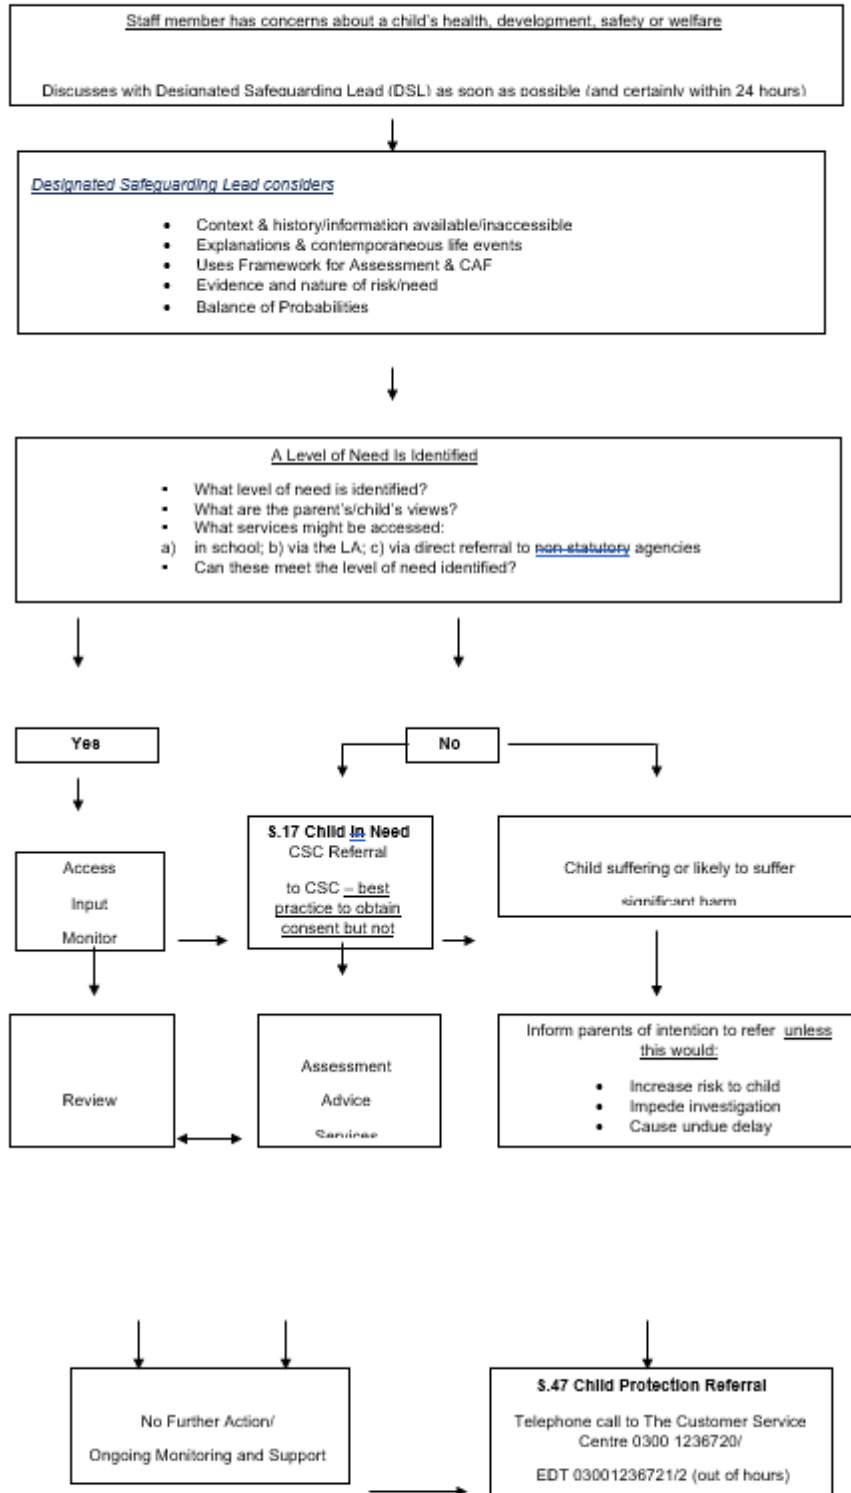 Staff member has concerns about a child's health, development, safety or welfare
Discusses with Designated Safeguarding Lead (DSL) as soon as possible (and certainly within 24 hours)
Designated Safeguarding Lead considers
• Context & history/information available/inaccessible
• Explanations & contemporaneous life events
• Uses Framework for Assessment & CAF
• Evidence and nature of risk/need
• Balance of Probabilities
A Level of Need Is Identified
▪ What level of need is identified?
▪ What are the parent's/child's views?
▪ What services might be accessed:
a) in school; b) via the LA; c) via direct referral to non statutory agencies
▪ Can these meet the level of need identified?
Yes
No
Access
Input
Monitor
S.17 Child In Need
CSC Referral
to CSC – best
practice to obtain
consent but not
Child suffering or likely to suffer
significant harm
Review
Assessment
Advice
Services
Inform parents of intention to refer unless
this would:
• Increase risk to child
• Impede investigation
• Cause undue delay
No Further Action/
Ongoing Monitoring and Support
S.47 Child Protection Referral
Telephone call to The Customer Service
Centre 0300 1236720/
EDT 03001236721/2 (out of hours)